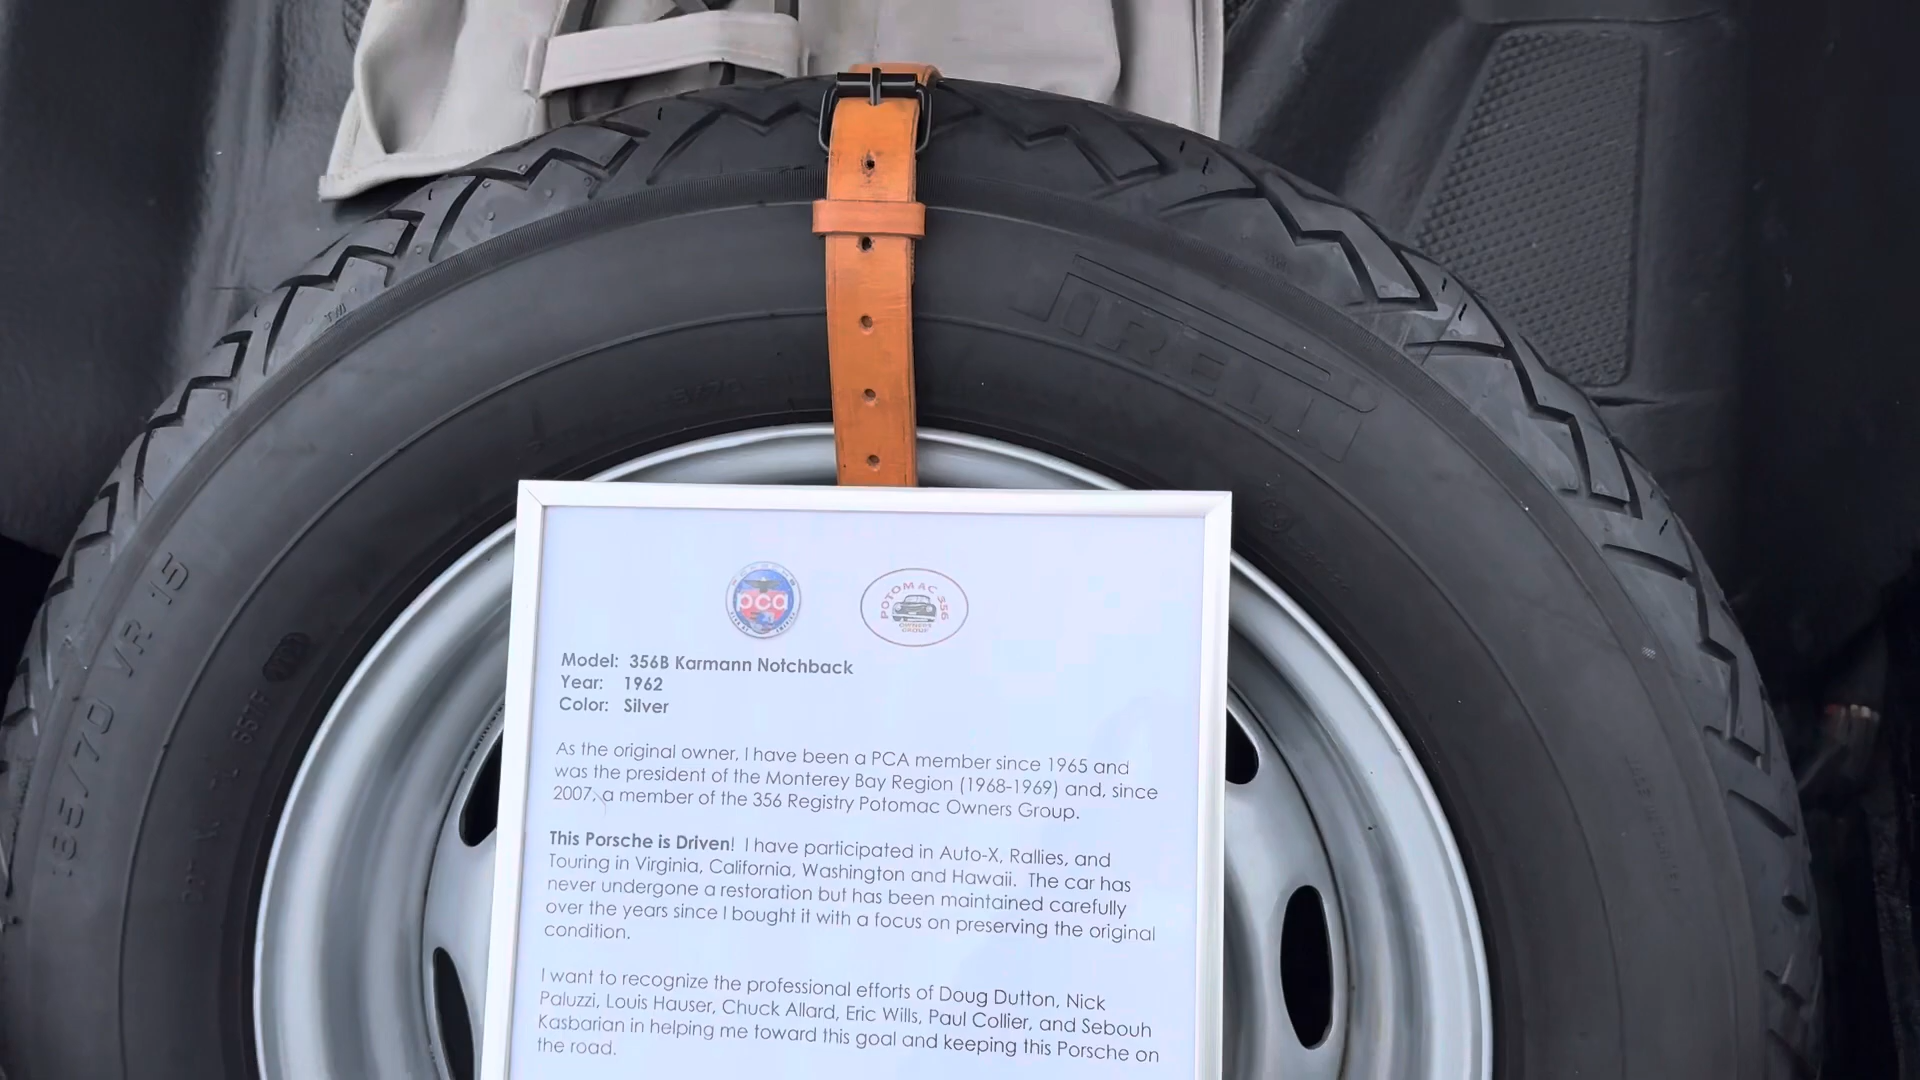 TWI
PIRELLI
185/70 VR 15
657F
pca
POTOMAC 356
OWNERS
GROUP
Model: 356B Karmann Notchback
Year: 1962
Color: Silver
As the original owner, I have been a PCA member since 1965 and
was the president of the Monterey Bay Region (1968-1969) and, since
2007, a member of the 356 Registry Potomac Owners Group.
This Porsche is Driven! I have participated in Auto-X, Rallies, and
Touring in Virginia, California, Washington and Hawaii. The car has
never undergone a restoration but has been maintained carefully
over the years since I bought it with a focus on preserving the original
condition.
I want to recognize the professional efforts of Doug Dutton, Nick
Paluzzi, Louis Hauser, Chuck Allard, Eric Wills, Paul Collier, and Sebouh
Kasbarian in helping me toward this goal and keeping this Porsche on
the road.